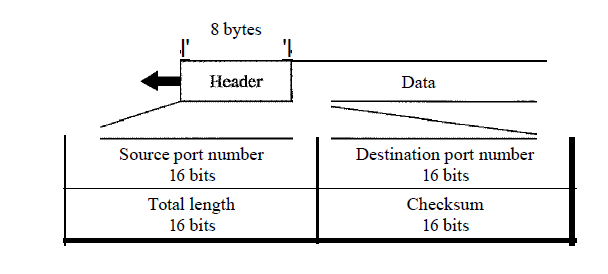 8 bytes
Header
Data
Source port number
16 bits
Destination port number
16 bits
Total length
16 bits
Checksum
16 bits